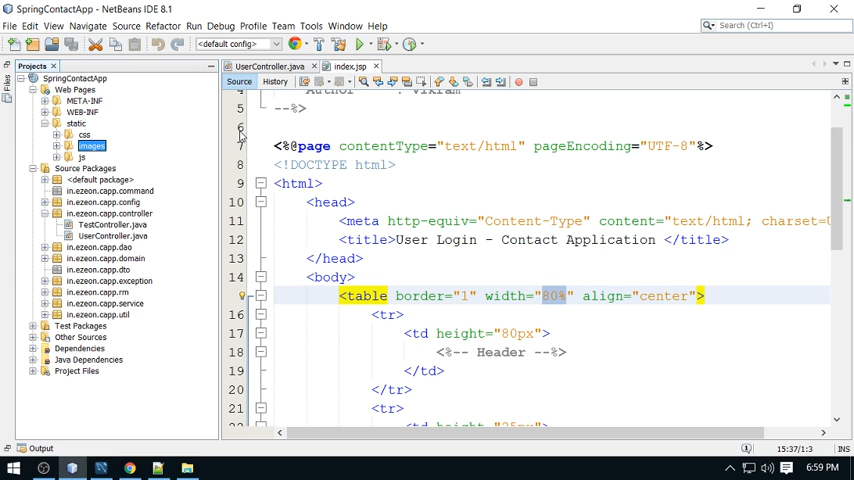 SpringContactApp - NetBeans IDE 8.1
File Edit View Navigate Source Refactor Run Debug Profile Team Tools Window Help
Search (Ctrl+I)
<default config>
Projects
UserController.java
index.jsp
Files
Source
History
SpringContactApp
Web Pages
META-INF
WEB-INF
static
css
images
js
Source Packages
<default package>
in.ezeon.capp.command
in.ezeon.capp.config
in.ezeon.capp.controller
TestController.java
UserController.java
in.ezeon.capp.dao
in.ezeon.capp.domain
in.ezeon.capp.dto
in.ezeon.capp.exception
in.ezeon.capp.rm
in.ezeon.capp.service
in.ezeon.capp.util
Test Packages
Other Sources
Dependencies
Java Dependencies
Project Files
4 Author : Vikram
5 --%>
6
7 <%@page contentType="text/html" pageEncoding="UTF-8"%>
8 <!DOCTYPE html>
9 <html>
10 <head>
11 <meta http-equiv="Content-Type" content="text/html; charset=U
12 <title>User Login - Contact Application </title>
13 </head>
14 <body>
<table border="1" width="80%" align="center">
16 <tr>
17 <td height="80px">
18 <%-- Header --%>
19 </td>
20 </tr>
21 <tr>
22 <td height="25px">
Output
15:37/1:3
INS
6:59 PM